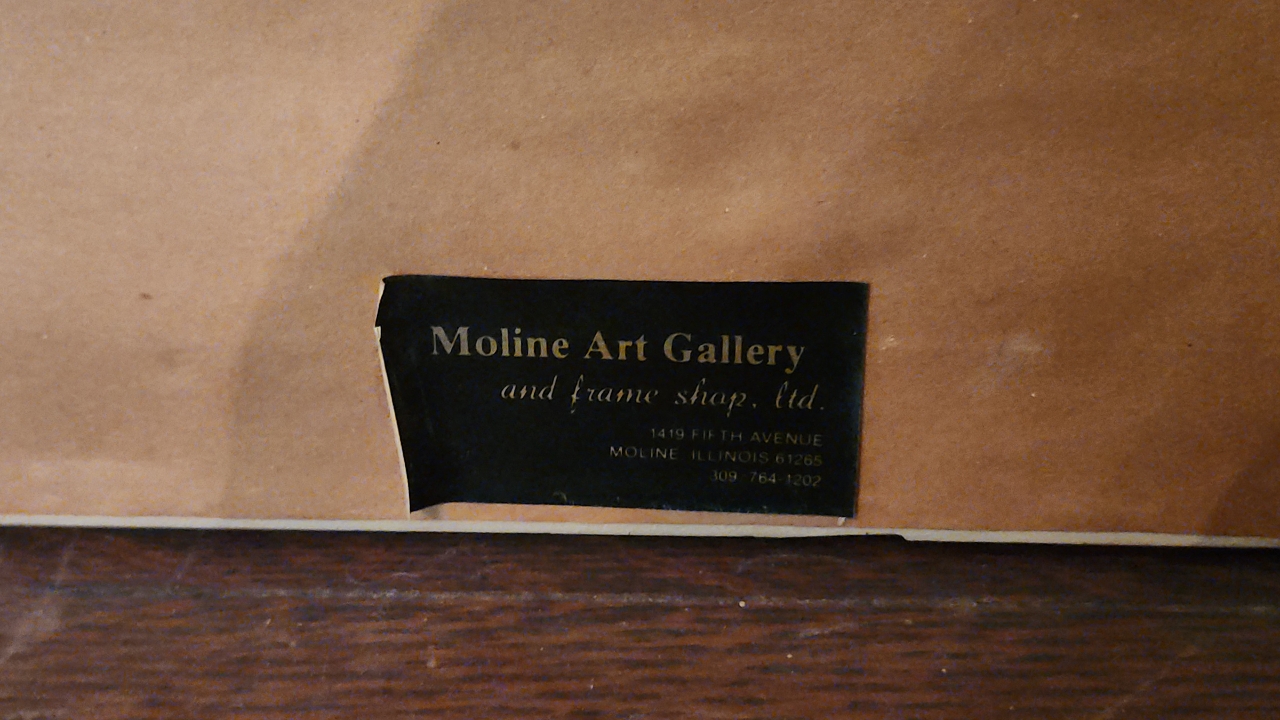 Moline Art Gallery
and frame shop, ltd.
1419 FIFTH AVENUE
MOLINE, ILLINOIS 61265
309-764-1202